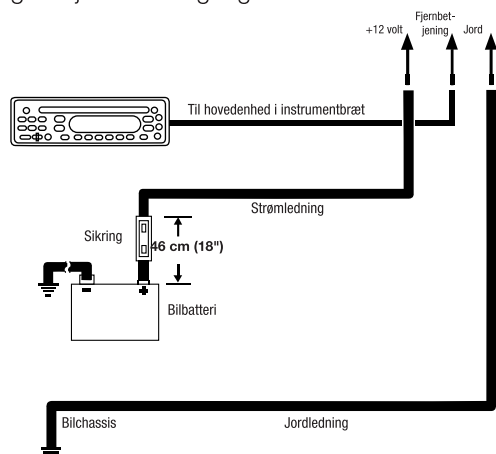 Fjernbet-
jening
+12 volt
Jord
Til hovedenhed i instrumentbræt
Strømledning
Sikring
46 cm (18")
Bilbatteri
Bilchassis
Jordledning